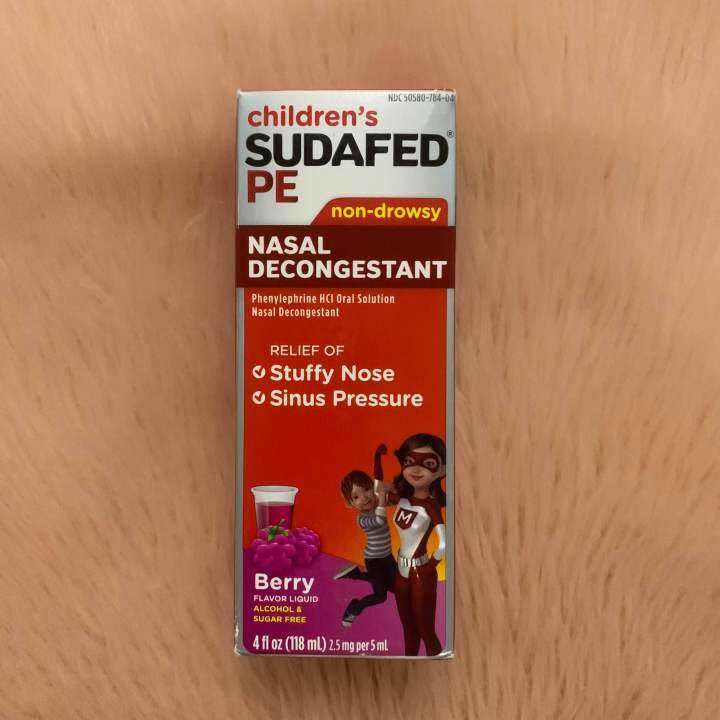 NDC 50580-784-04
children's
SUDAFED®
PE
non-drowsy
NASAL
DECONGESTANT
Phenylephrine HCl Oral Solution
Nasal Decongestant
RELIEF OF
Stuffy Nose
Sinus Pressure
M
Berry
FLAVOR LIQUID
ALCOHOL &
SUGAR FREE
4 fl oz (118 mL) 2.5 mg per 5 mL